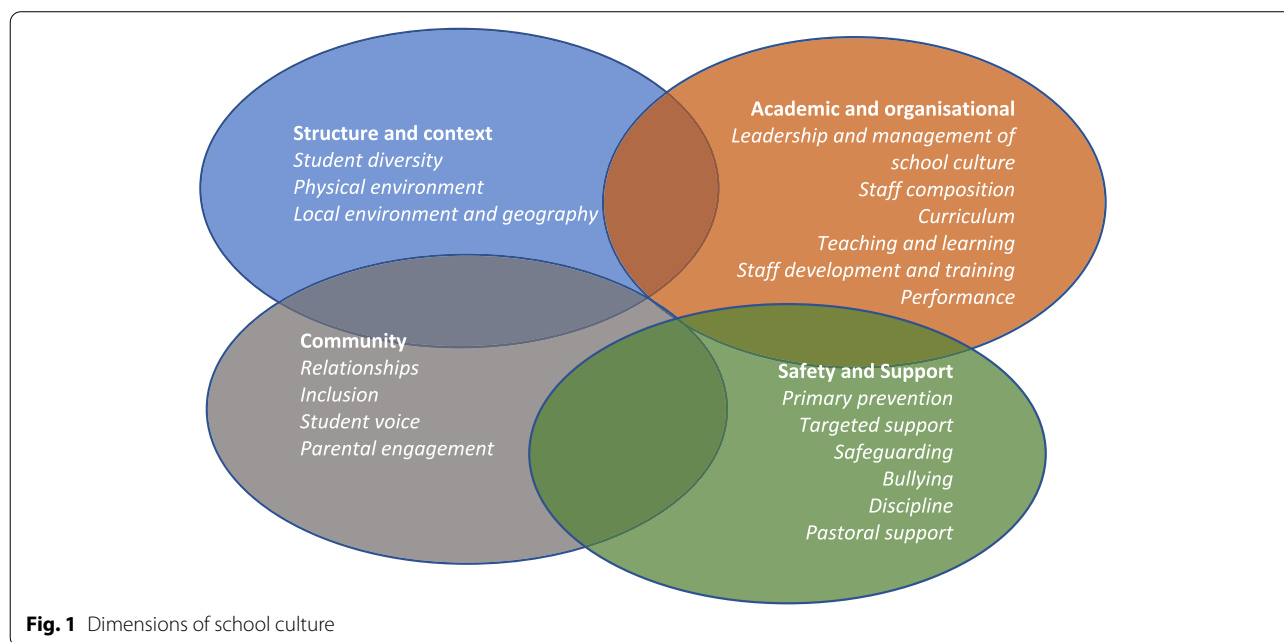 Structure and context
Student diversity
Physical environment
Local environment and geography
Academic and organisational
Leadership and management of
school culture
Staff composition
Curriculum
Teaching and learning
Staff development and training
Performance
Community
Relationships
Inclusion
Student voice
Parental engagement
Safety and Support
Primary prevention
Targeted support
Safeguarding
Bullying
Discipline
Pastoral support
Fig. 1 Dimensions of school culture